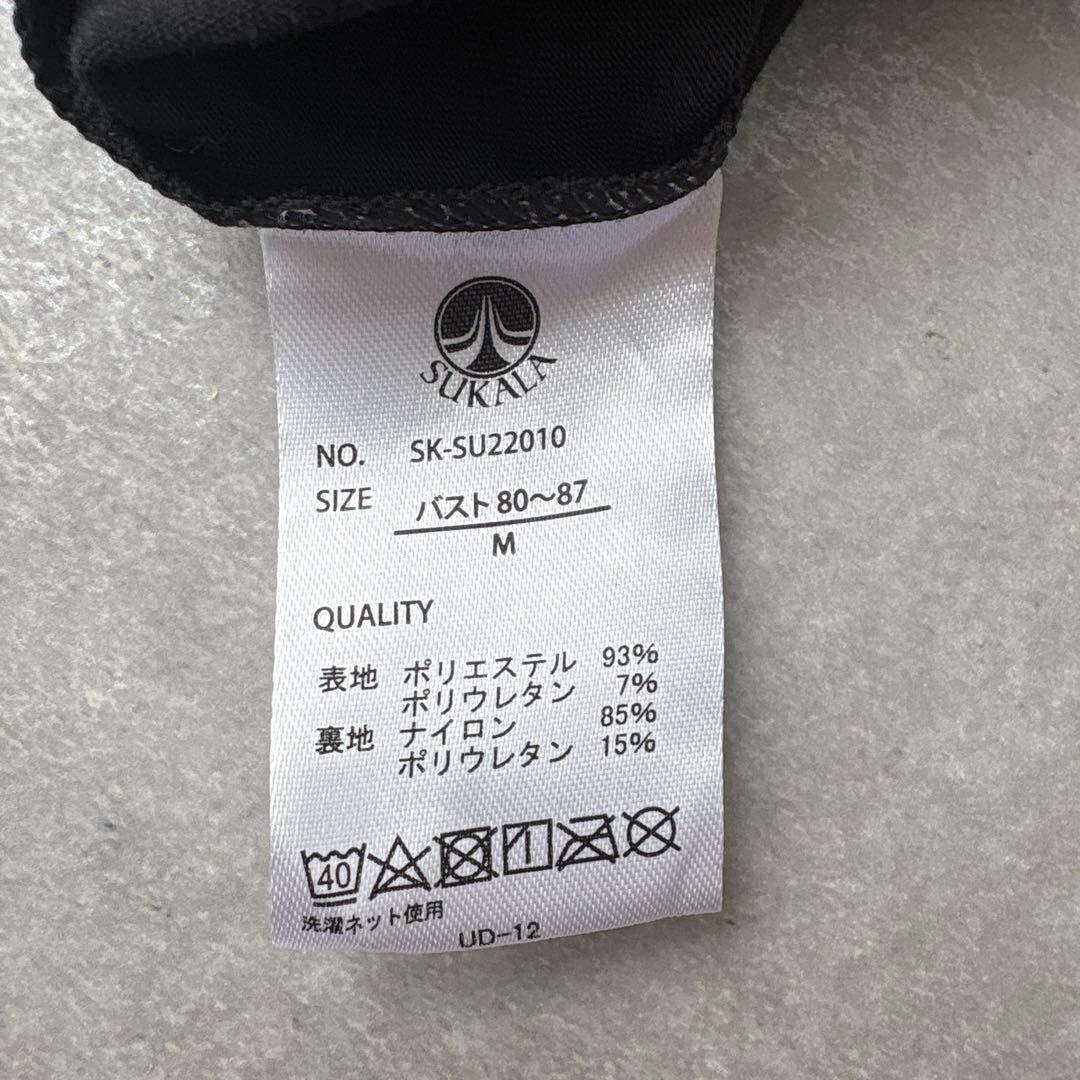 SUKALA
NO. SK-SU22010
SIZE バスト 80〜87
M
QUALITY
表地 ポリエステル 93%
ポリウレタン 7%
裏地 ナイロン 85%
ポリウレタン 15%
40
洗濯ネット使用
UD-12